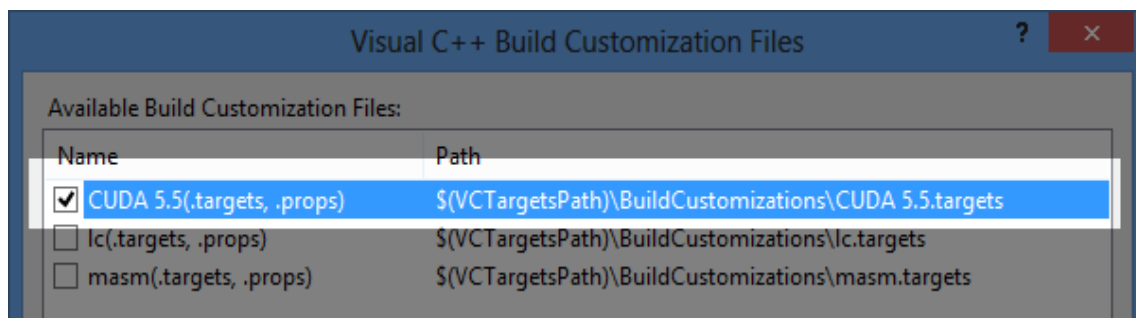 Visual C++ Build Customization Files
?
Available Build Customization Files:
Name Path
CUDA 5.5(.targets, .props) $(VCTargetsPath)\BuildCustomizations\CUDA 5.5.targets
lc(.targets, .props) $(VCTargetsPath)\BuildCustomizations\lc.targets
masm(.targets, .props) $(VCTargetsPath)\BuildCustomizations\masm.targets